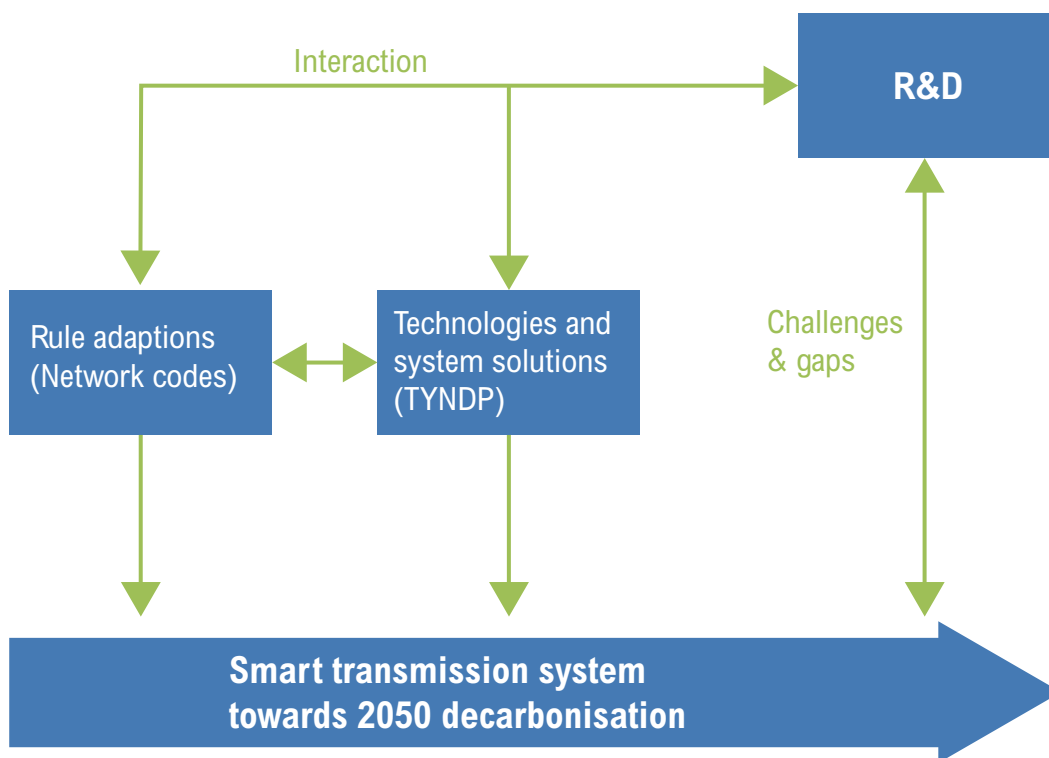 Interaction
R&D
Rule adaptions
(Network codes)
Technologies and
system solutions
(TYNDP)
Challenges
& gaps
Smart transmission system
towards 2050 decarbonisation